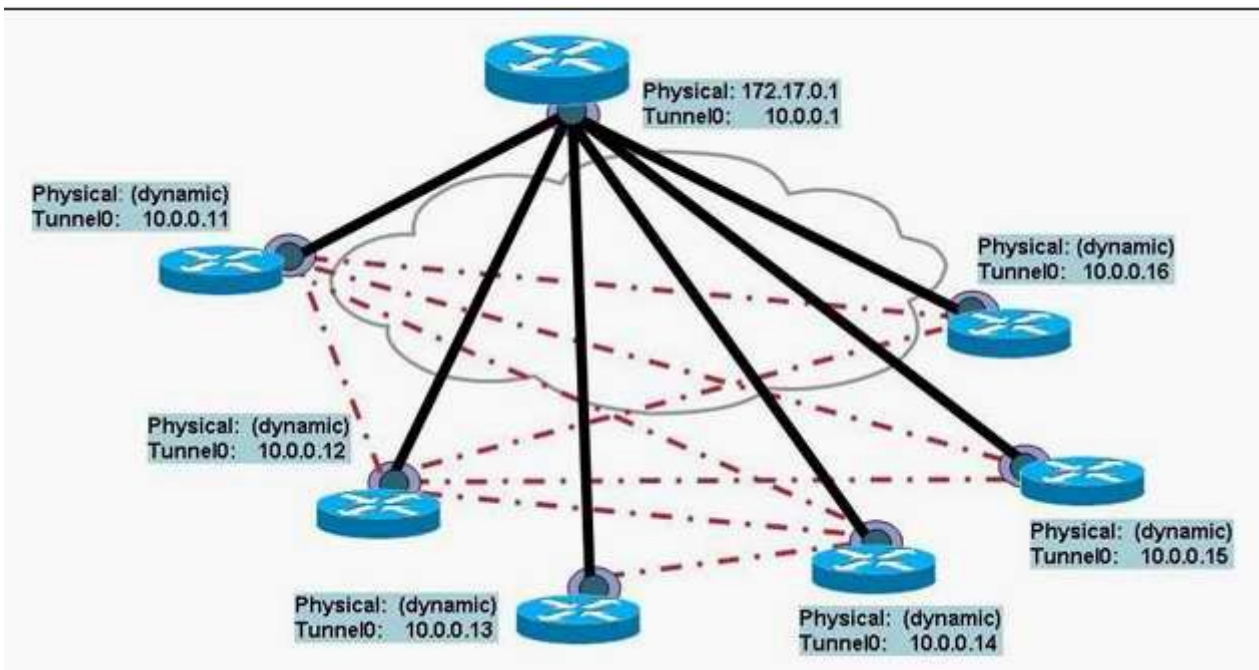 Physical: 172.17.0.1
Tunnel0: 10.0.0.1
Physical: (dynamic)
Tunnel0: 10.0.0.11
Physical: (dynamic)
Tunnel0: 10.0.0.16
Physical: (dynamic)
Tunnel0: 10.0.0.12
Physical: (dynamic)
Tunnel0: 10.0.0.15
Physical: (dynamic)
Tunnel0: 10.0.0.13
Physical: (dynamic)
Tunnel0: 10.0.0.14